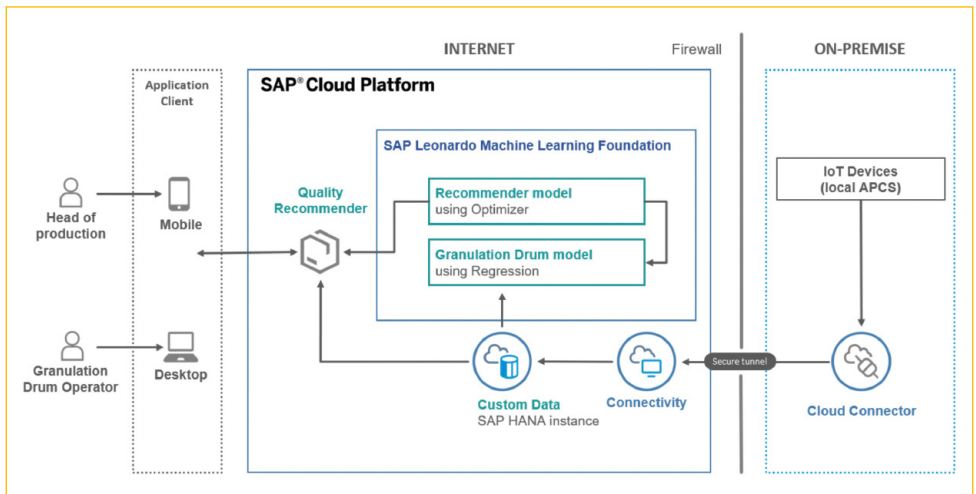 INTERNET
Firewall
ON-PREMISE
Application
Client
SAP® Cloud Platform
SAP Leonardo Machine Learning Foundation
Recommender model
using Optimizer
Granulation Drum model
using Regression
Quality
Recommender
IoT Devices
(local APCS)
Head of
production
Mobile
Granulation
Drum Operator
Desktop
Custom Data
SAP HANA instance
Connectivity
Secure tunnel
Cloud Connector